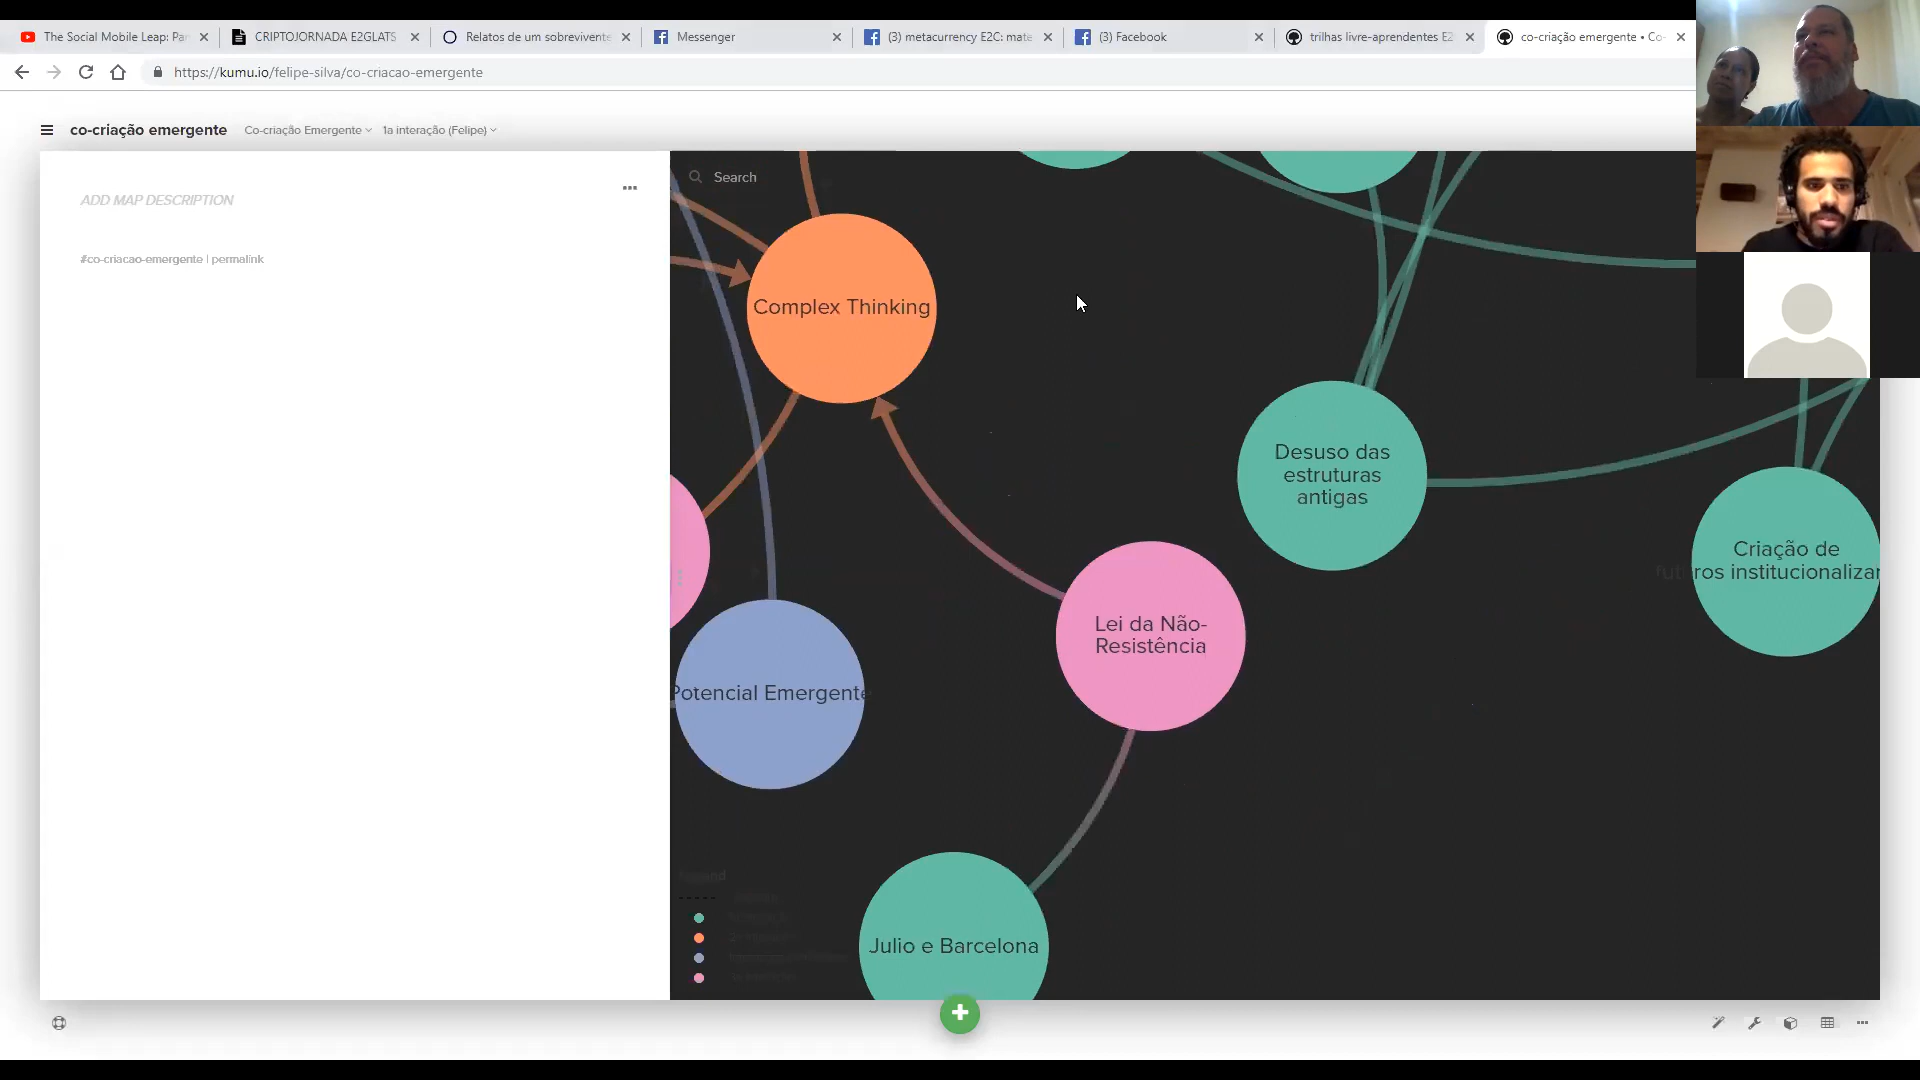 The Social Mobile Leap: Pa
CRIPTOJORNADA E2GLATS
Relatos de um sobrevivente
Messenger
(3) metacurrency E2C: mate
(3) Facebook
trilhas livre-aprendentes E2
co-criação emergente • Co-
https://kumu.io/felipe-silva/co-criacao-emergente
co-criação emergente
Co-criação Emergente
1a interação (Felipe)
ADD MAP DESCRIPTION
#co-criacao-emergente | permalink
Search
Complex Thinking
Desuso das
estruturas
antigas
Criação de
futuros institucionalizar
Lei da Não-
Resistência
Potencial Emergente
Julio e Barcelona